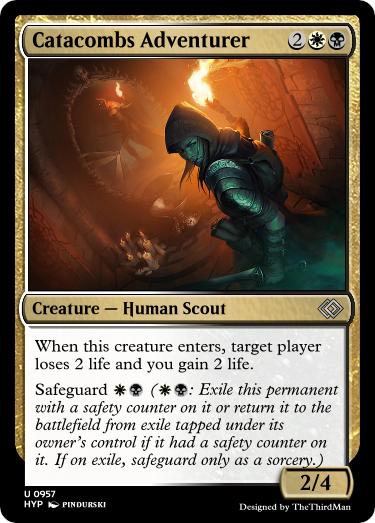 Catacombs Adventurer 2
Creature — Human Scout
When this creature enters, target player
loses 2 life and you gain 2 life.
Safeguard (: Exile this permanent
with a safety counter on it or return it to the
battlefield from exile tapped under its
owner's control if it had a safety counter on
it. If on exile, safeguard only as a sorcery.)
2/4
U 0957
HYP PINDURSKI
Designed by TheThirdMan